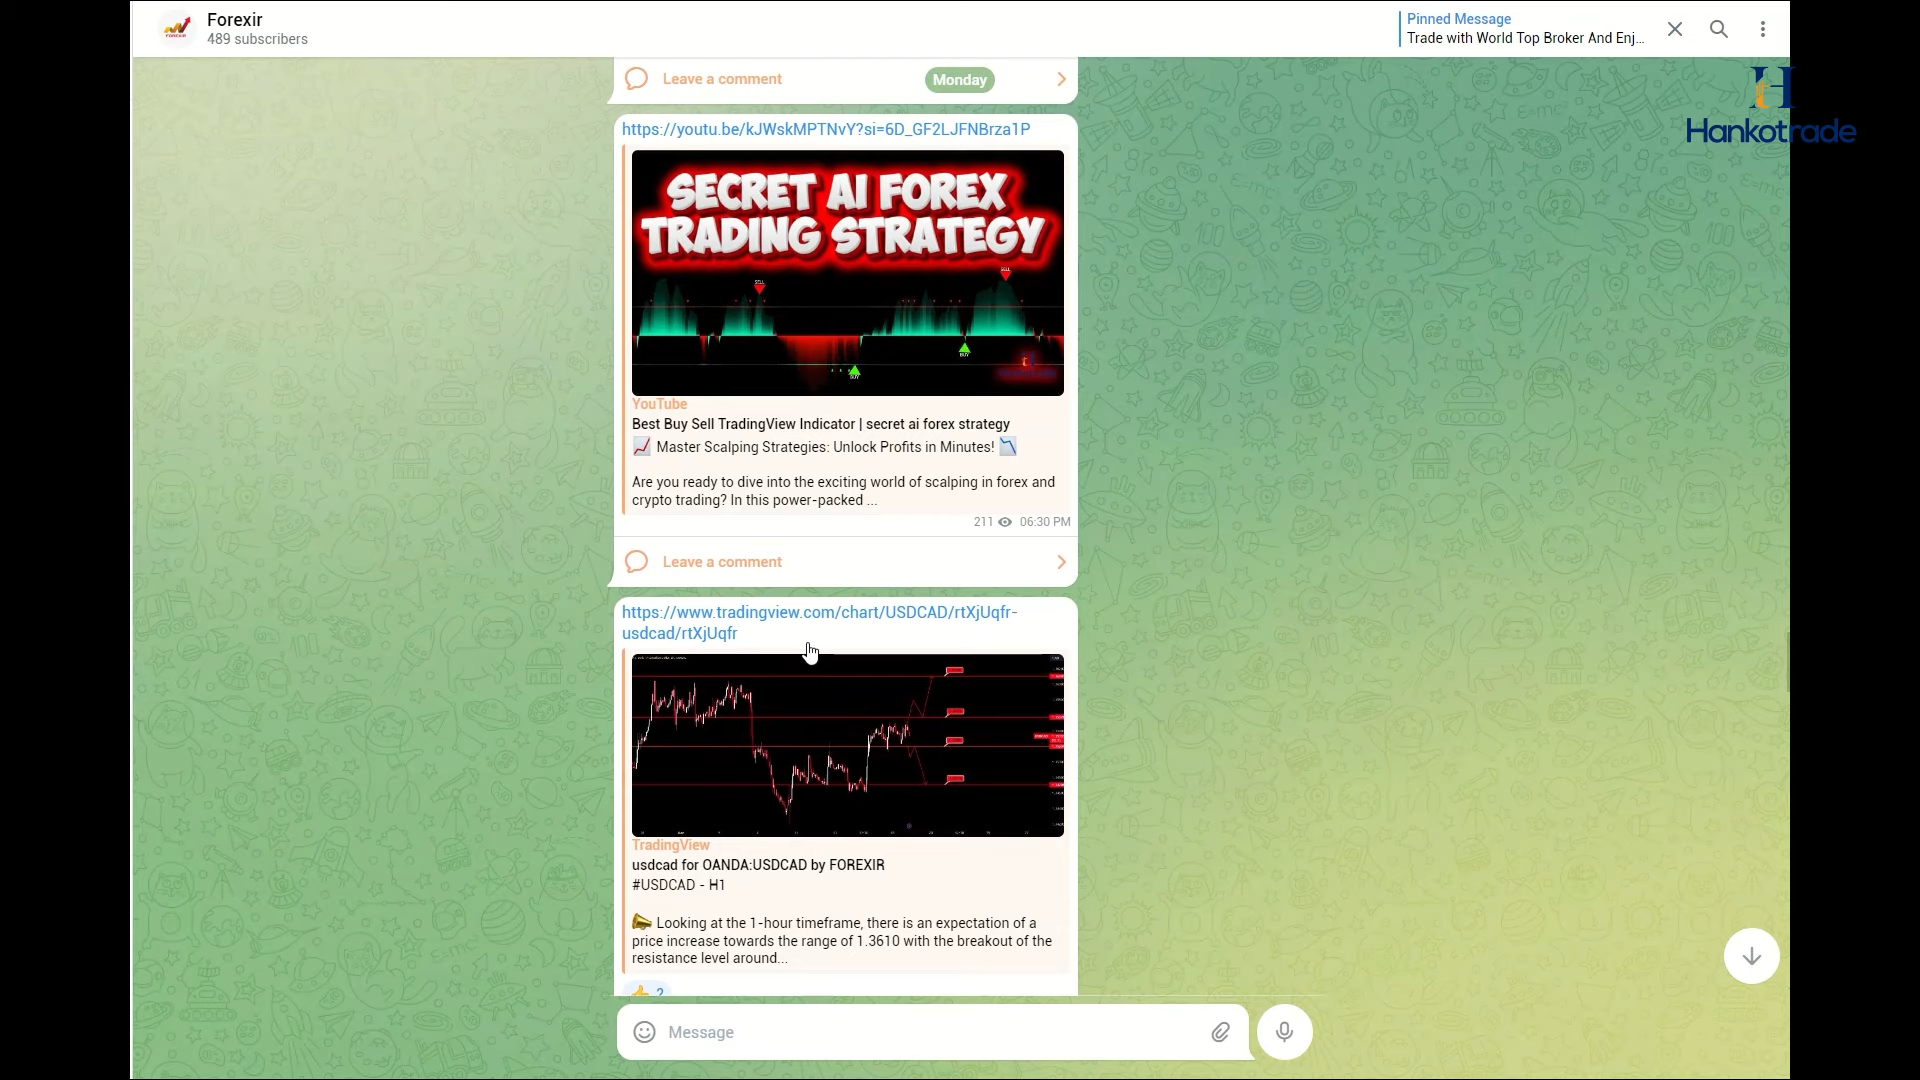 Forexir
489 subscribers
Pinned Message
Trade with World Top Broker And Enj...
Hankotrade
Leave a comment
Monday
https://youtu.be/kJWskMPTNvY?si=6D_GF2LJFNBrza1P
SECRET AI FOREX
TRADING STRATEGY
SELL
SELL
BUY
BUY
YouTube
Best Buy Sell TradingView Indicator | secret ai forex strategy
📈 Master Scalping Strategies: Unlock Profits in Minutes! 📉
Are you ready to dive into the exciting world of scalping in forex and
crypto trading? In this power-packed ...
211 06:30 PM
Leave a comment
https://www.tradingview.com/chart/USDCAD/rtXjUqfr-
usdcad/rtXjUqfr
TradingView
usdcad for OANDA:USDCAD by FOREXIR
#USDCAD - H1
📣 Looking at the 1-hour timeframe, there is an expectation of a
price increase towards the range of 1.3610 with the breakout of the
resistance level around...
Message